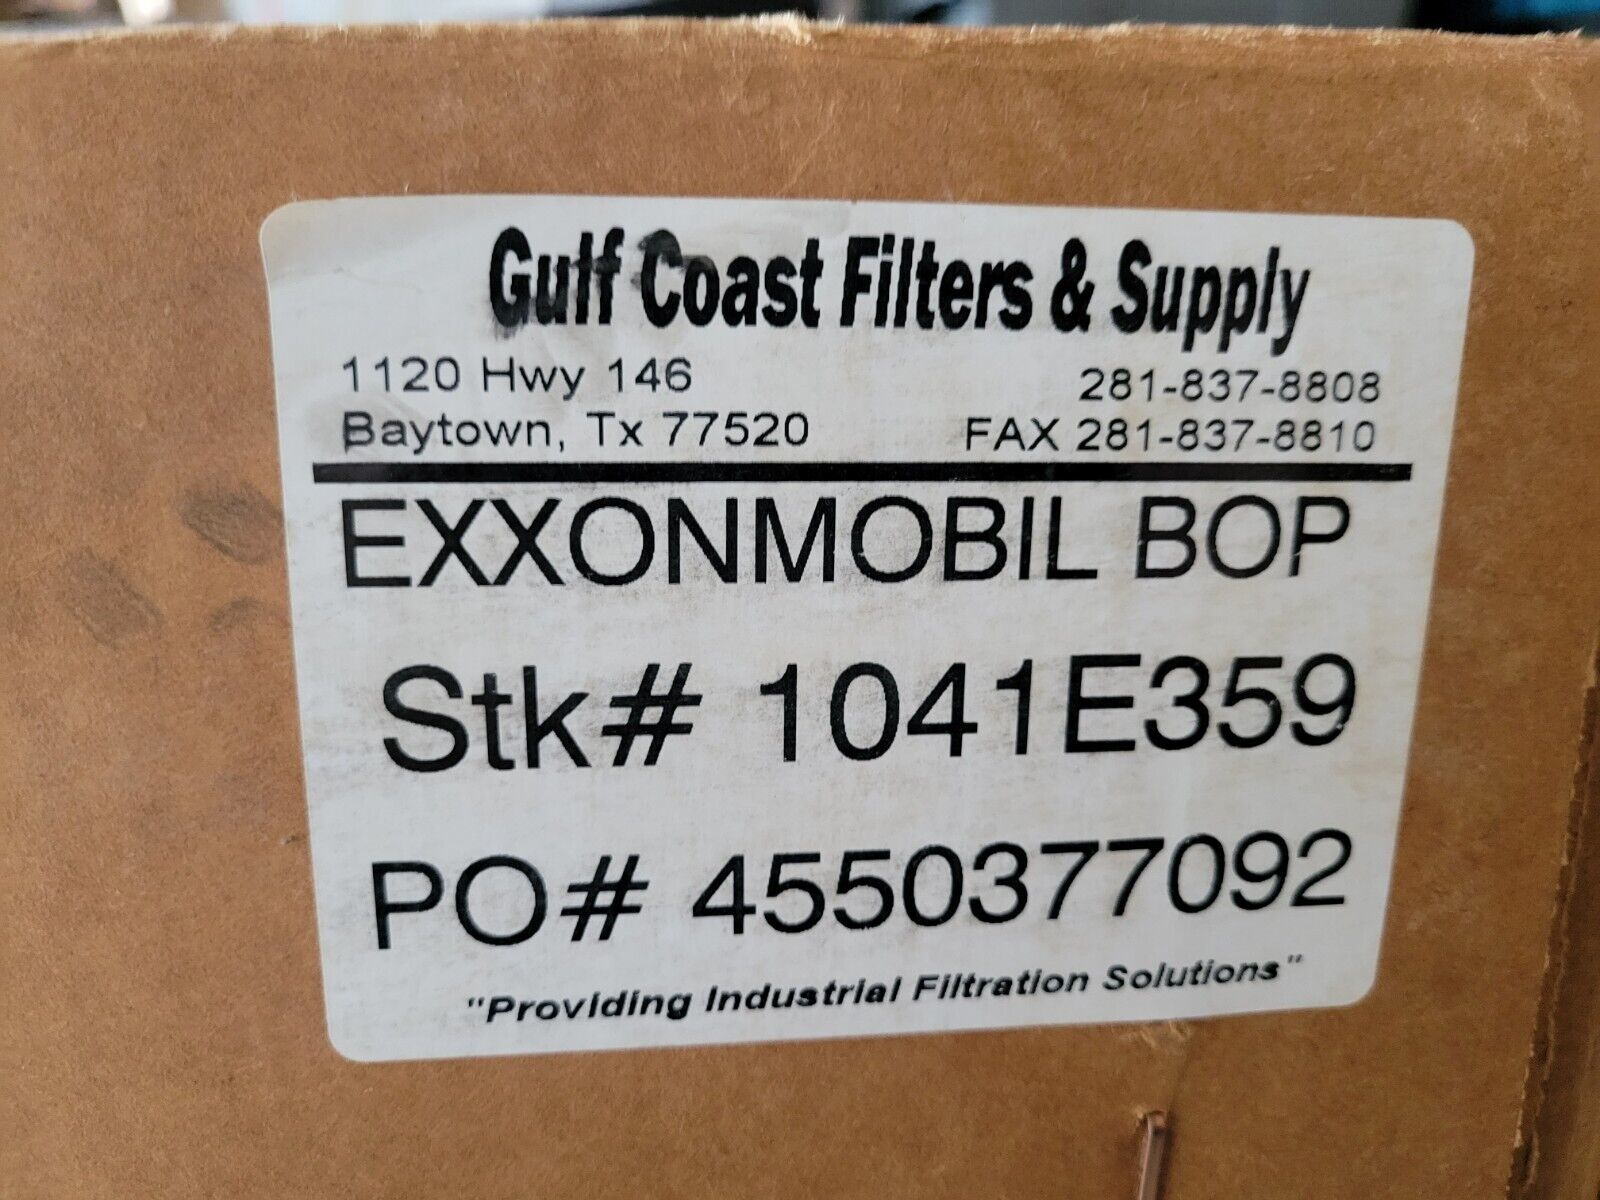 Gulf Coast Filters & Supply
1120 Hwy 146 281-837-8808
Baytown, Tx 77520 FAX 281-837-8810
EXXONMOBIL BOP
Stk# 1041E359
PO# 4550377092
"Providing Industrial Filtration Solutions"